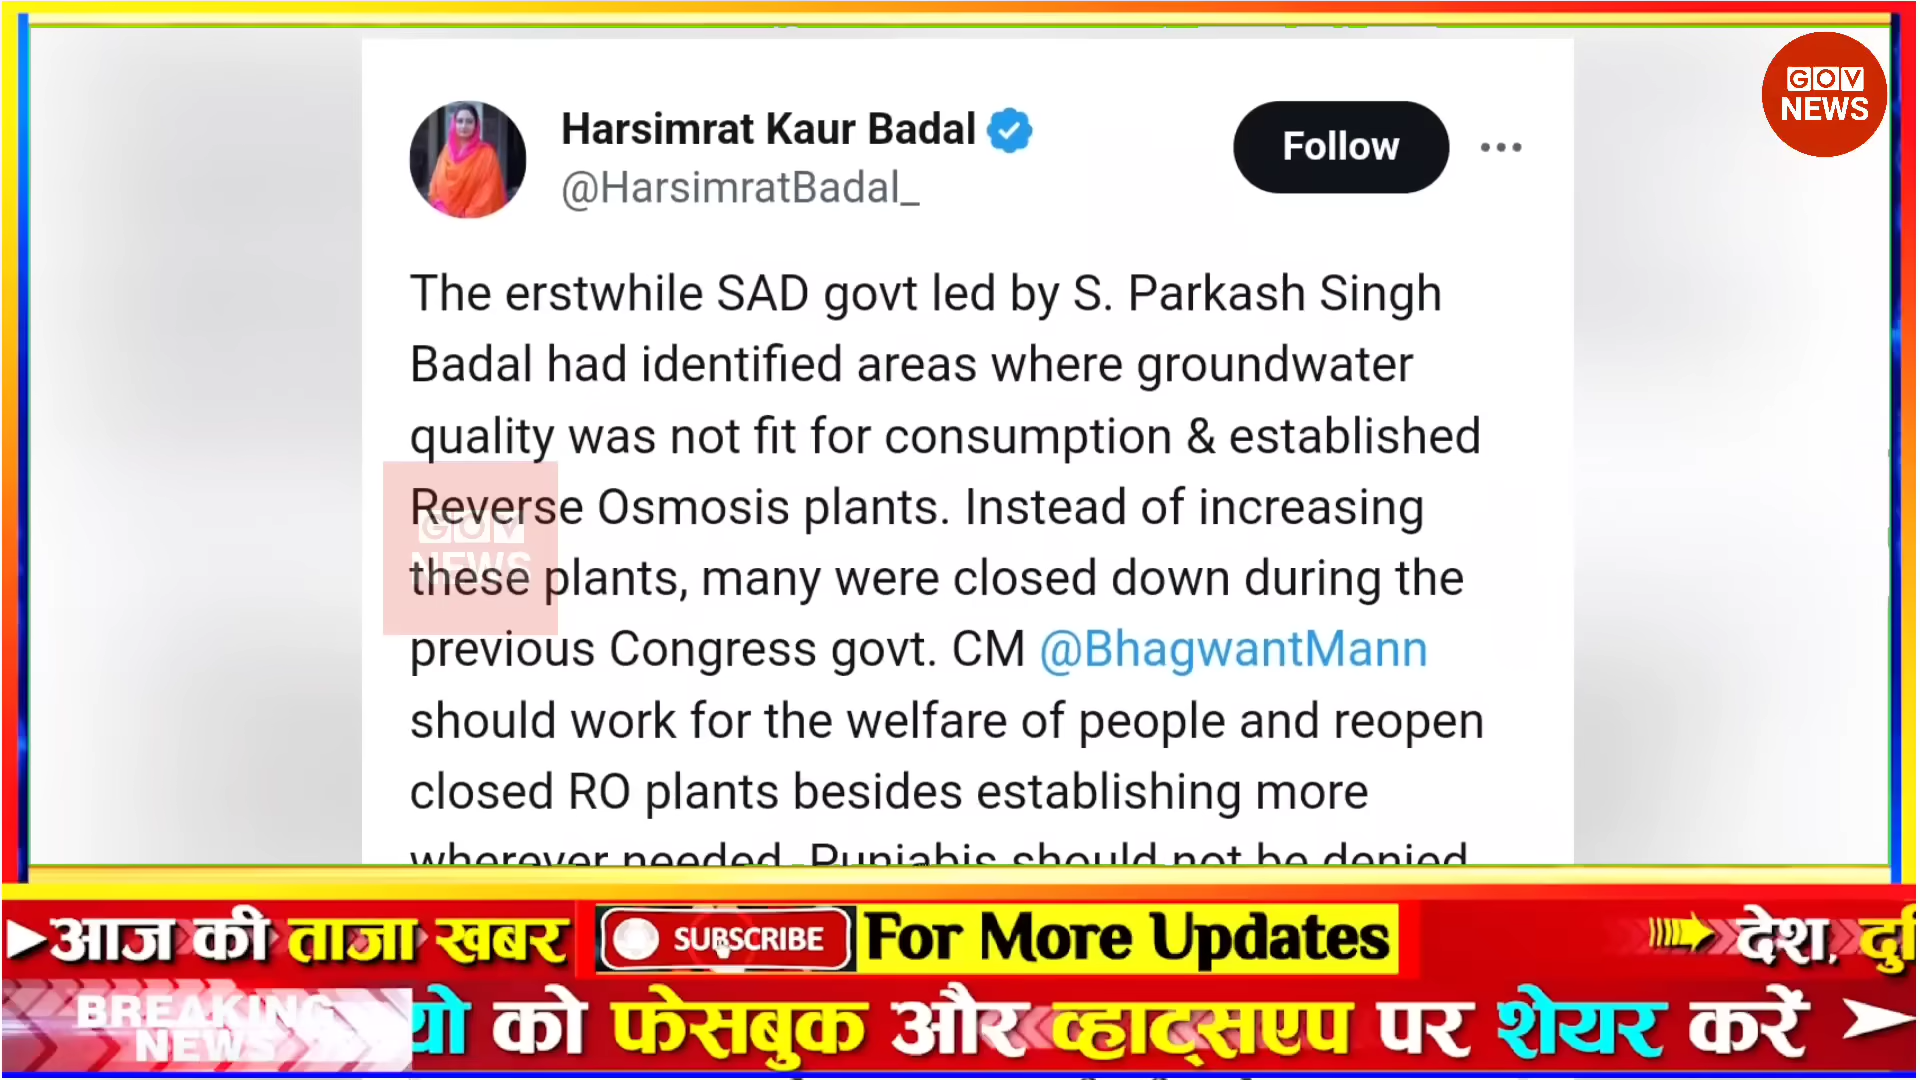 GOV
NEWS
Harsimrat Kaur Badal
Follow
@HarsimratBadal_
The erstwhile SAD govt led by S. Parkash Singh
Badal had identified areas where groundwater
quality was not fit for consumption & established
Reverse Osmosis plants. Instead of increasing
these plants, many were closed down during the
previous Congress govt. CM @BhagwantMann
should work for the welfare of people and reopen
closed RO plants besides establishing more
wherever needed. Punjabis should not be denied
GOV
NEWS
आज की ताजा खबर SUBSCRIBE For More Updates देश,
BREAKING
NEWS
को फेसबुक और व्हाट्सएप पर शेयर करें